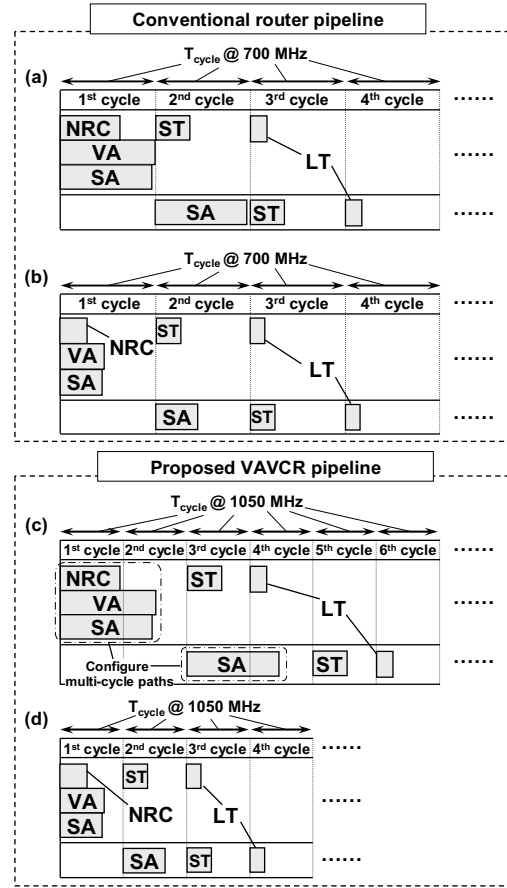 Conventional router pipeline
(a)
T_cycle @ 700 MHz
1st cycle 2nd cycle 3rd cycle 4th cycle ......
NRC ST
VA ......
SA LT
SA ST ......
(b)
T_cycle @ 700 MHz
1st cycle 2nd cycle 3rd cycle 4th cycle ......
ST
NRC
VA ......
SA LT
SA ST ......
Proposed VAVCR pipeline
(c)
T_cycle @ 1050 MHz
1st cycle 2nd cycle 3rd cycle 4th cycle 5th cycle 6th cycle ......
NRC ST
VA ......
SA LT
Configure SA ST ......
multi-cycle paths
(d)
T_cycle @ 1050 MHz
1st cycle 2nd cycle 3rd cycle 4th cycle ......
ST
VA NRC ......
SA LT
SA ST ......